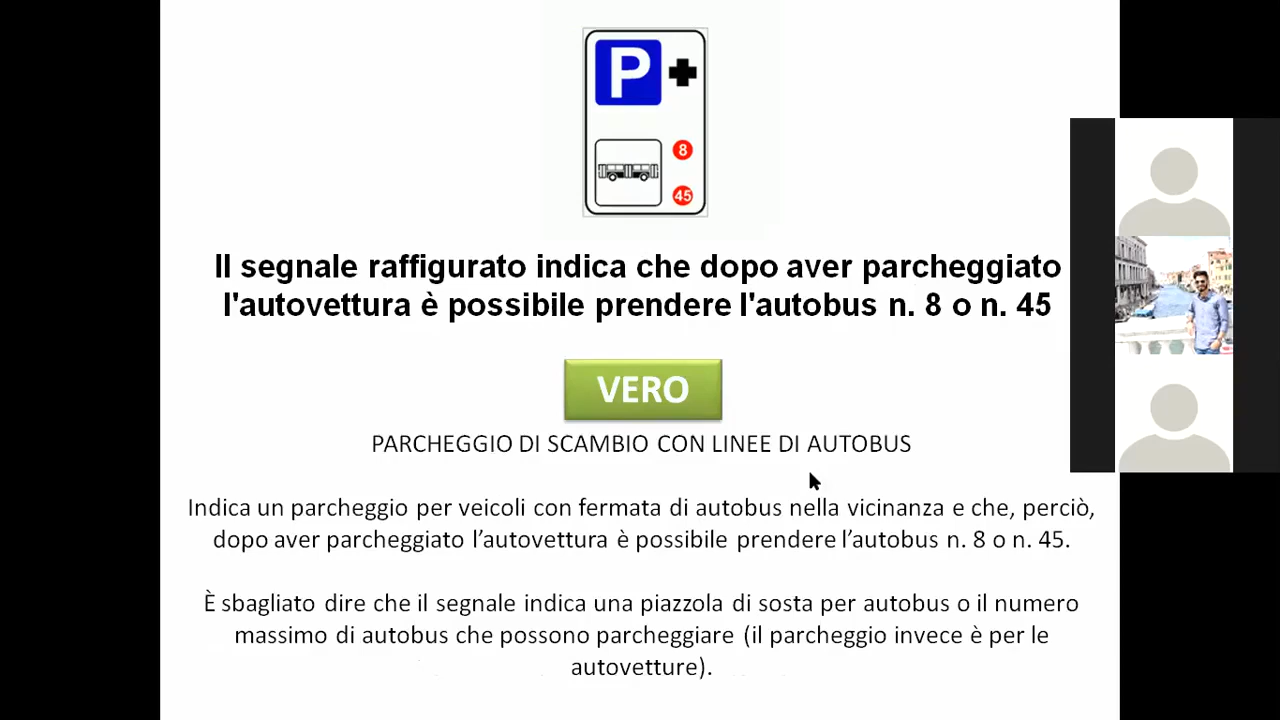 P
8
45
Il segnale raffigurato indica che dopo aver parcheggiato
l'autovettura è possibile prendere l'autobus n. 8 o n. 45
VERO
PARCHEGGIO DI SCAMBIO CON LINEE DI AUTOBUS
Indica un parcheggio per veicoli con fermata di autobus nella vicinanza e che, perciò,
dopo aver parcheggiato l’autovettura è possibile prendere l’autobus n. 8 o n. 45.
È sbagliato dire che il segnale indica una piazzola di sosta per autobus o il numero
massimo di autobus che possono parcheggiare (il parcheggio invece è per le
autovetture).